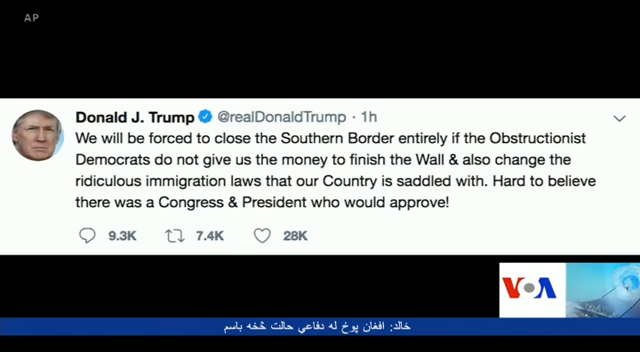 AP
Donald J. Trump @realDonaldTrump · 1h
We will be forced to close the Southern Border entirely if the Obstructionist
Democrats do not give us the money to finish the Wall & also change the
ridiculous immigration laws that our Country is saddled with. Hard to believe
there was a Congress & President who would approve!
9.3K 7.4K 28K
VOA
خالد: افغان پوځ له دفاعي حالت څخه باسم